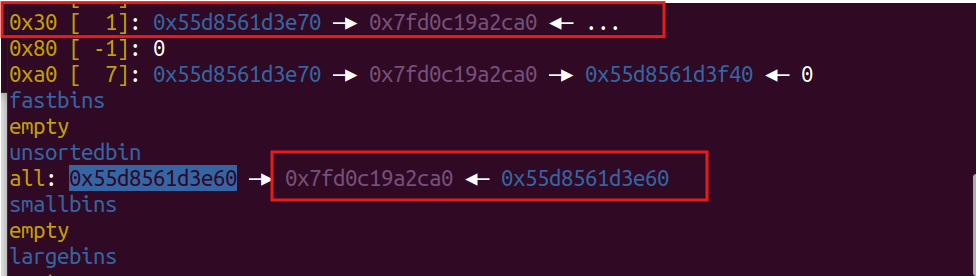 0x30 [  1]: 0x55d8561d3e70 —▸ 0x7fd0c19a2ca0 ◂— ...
0x80 [ -1]: 0
0xa0 [  7]: 0x55d8561d3e70 —▸ 0x7fd0c19a2ca0 —▸ 0x55d8561d3f40 ◂— 0
fastbins
empty
unsortedbin
all: 0x55d8561d3e60 —▸ 0x7fd0c19a2ca0 ◂— 0x55d8561d3e60
smallbins
empty
largebins